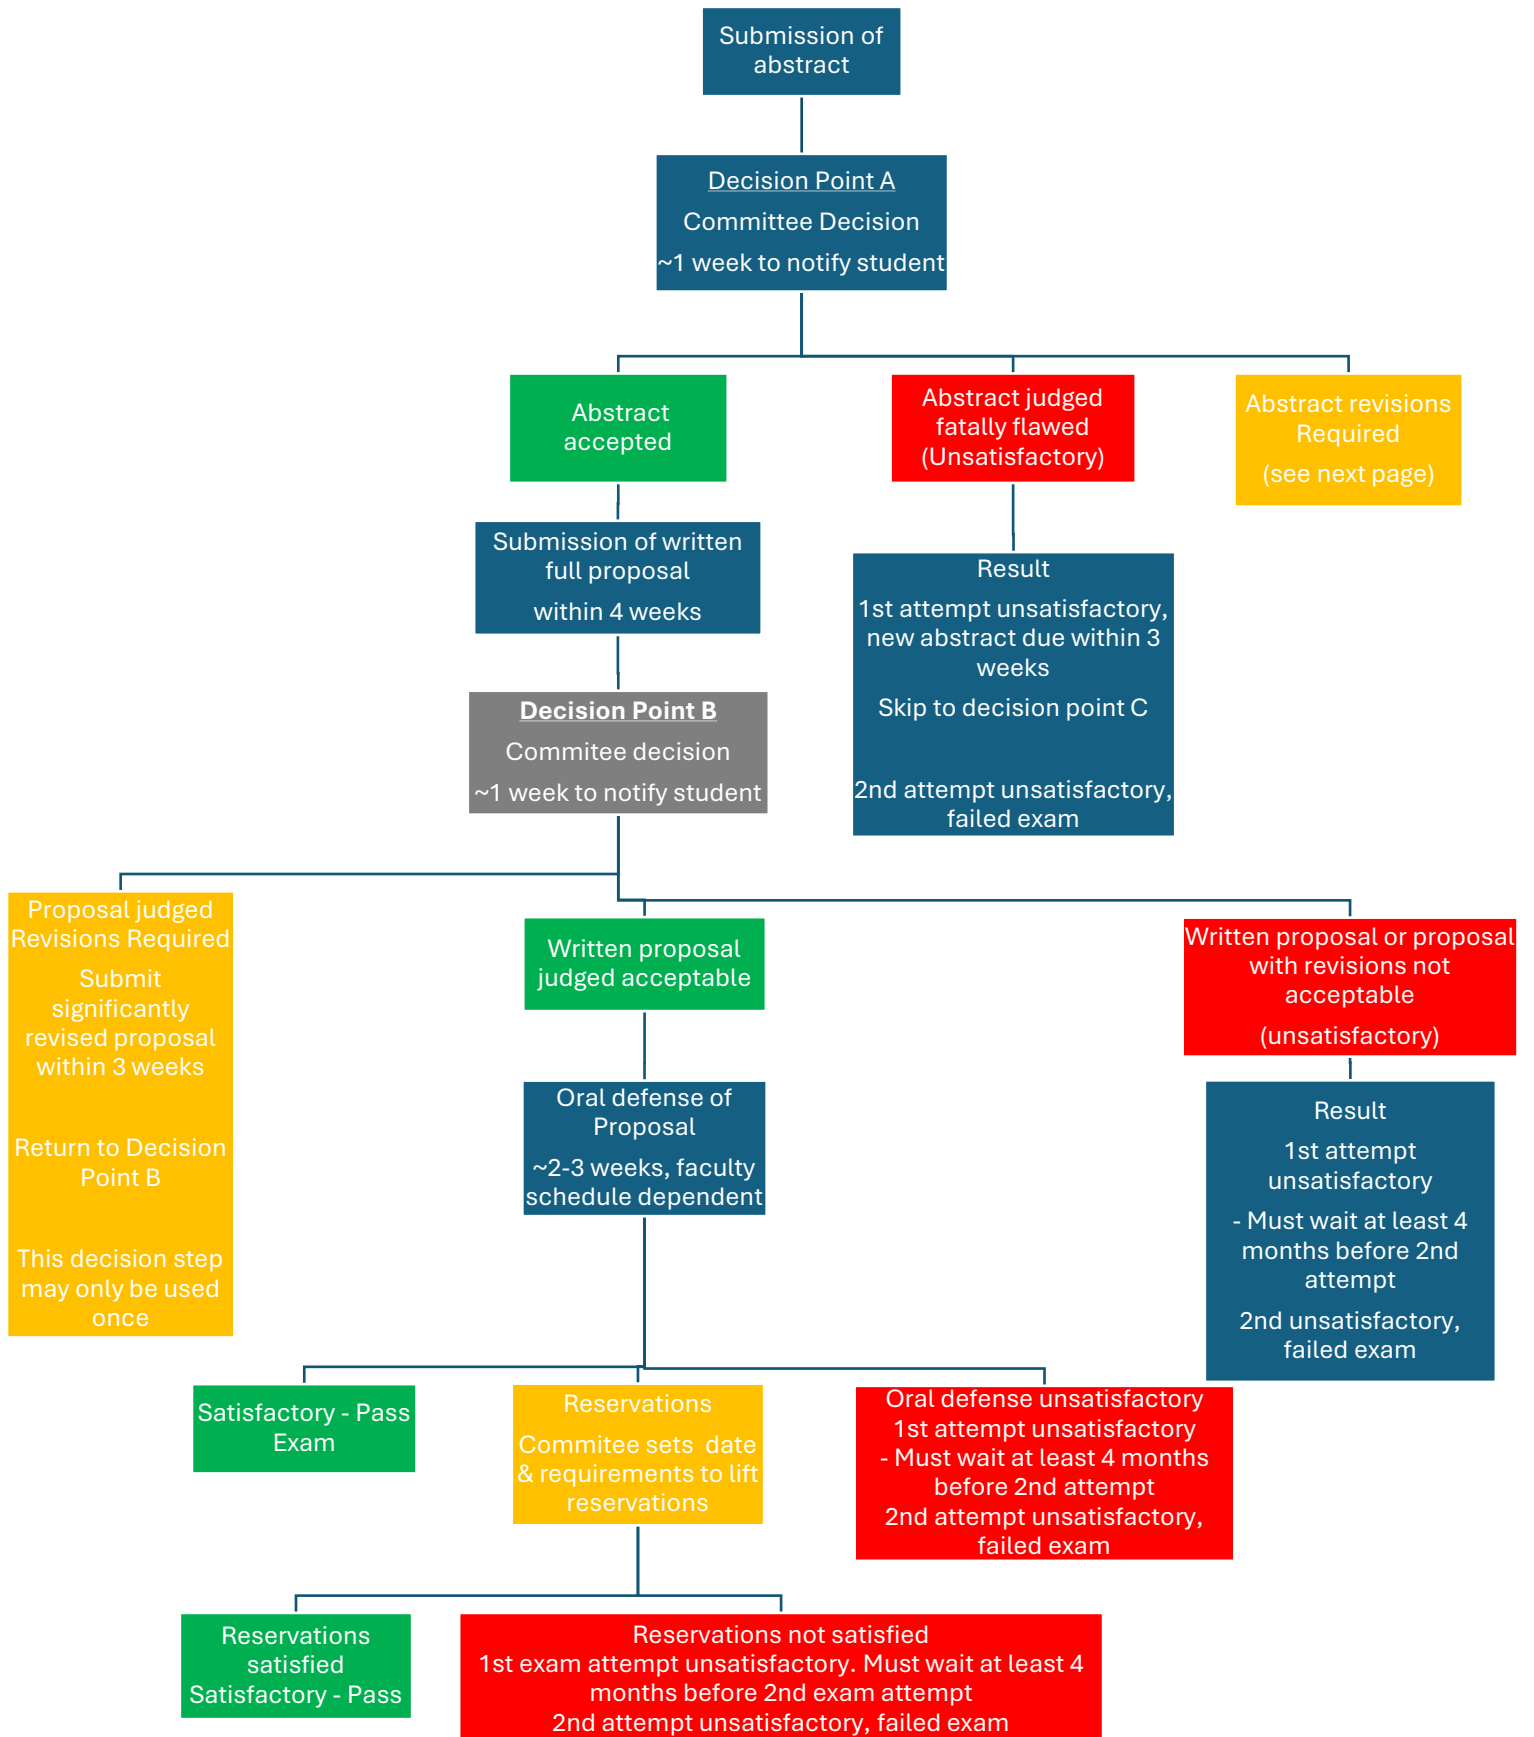 Submission of
abstract
Decision Point A
Committee Decision
~1 week to notify student
Abstract
accepted
Abstract judged
fatally flawed
(Unsatisfactory)
Abstract revisions
Required
(see next page)
Submission of written
full proposal
within 4 weeks
Result
1st attempt unsatisfactory,
new abstract due within 3
weeks
Skip to decision point C
2nd attempt unsatisfactory,
failed exam
Decision Point B
Commitee decision
~1 week to notify student
Proposal judged
Revisions Required
Submit
significantly
revised proposal
within 3 weeks
Return to Decision
Point B
This decision step
may only be used
once
Written proposal
judged acceptable
Written proposal or proposal
with revisions not
acceptable
(unsatisfactory)
Oral defense of
Proposal
~2-3 weeks, faculty
schedule dependent
Result
1st attempt
unsatisfactory
- Must wait at least 4
months before 2nd
attempt
2nd unsatisfactory,
failed exam
Satisfactory - Pass
Exam
Reservations
Commitee sets  date
& requirements to lift
reservations
Oral defense unsatisfactory
1st attempt unsatisfactory
- Must wait at least 4 months
before 2nd attempt
2nd attempt unsatisfactory,
failed exam
Reservations
satisfied
Satisfactory - Pass
Reservations not satisfied
1st exam attempt unsatisfactory. Must wait at least 4
months before 2nd exam attempt
2nd attempt unsatisfactory, failed exam